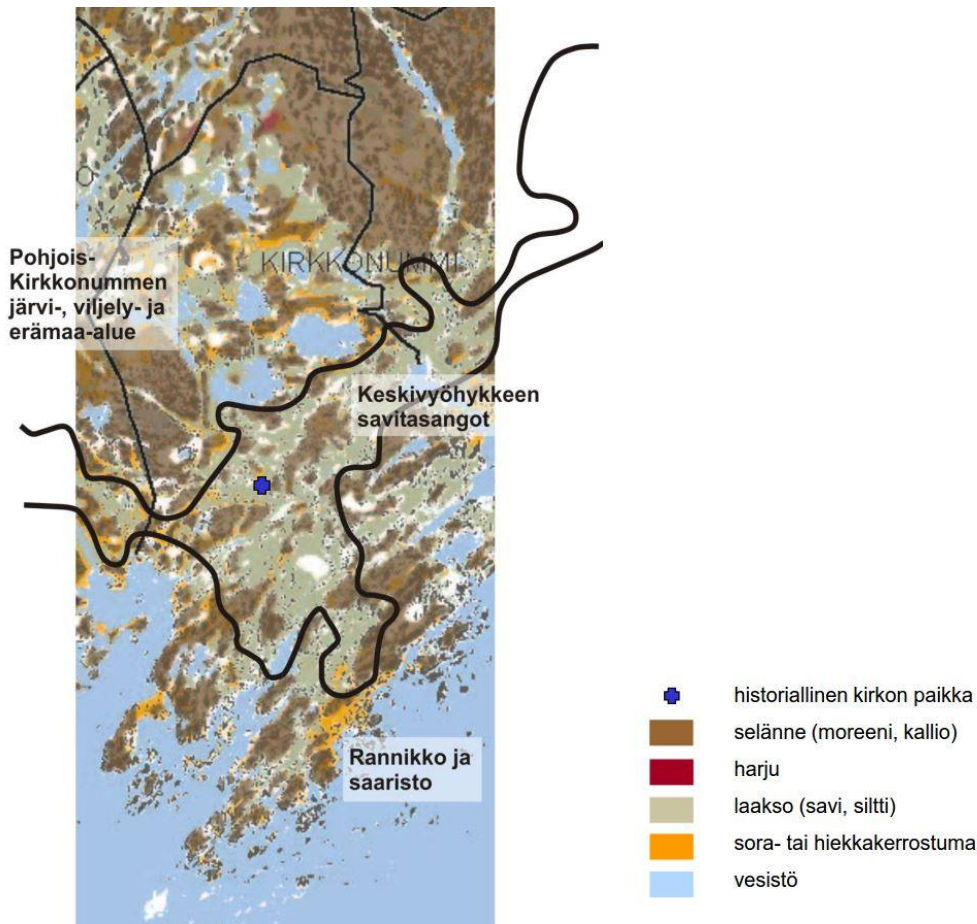 KIRKKONUMMI
Pohjois-
Kirkkonummen
järvi-, viljely- ja
erämaa-alue
Keskivyöhykkeen
savitasangot
Rannikko ja
saaristo
historiallinen kirkon paikka
selänne (moreeni, kallio)
harju
laakso (savi, siltti)
sora- tai hiekkakerrostuma
vesistö